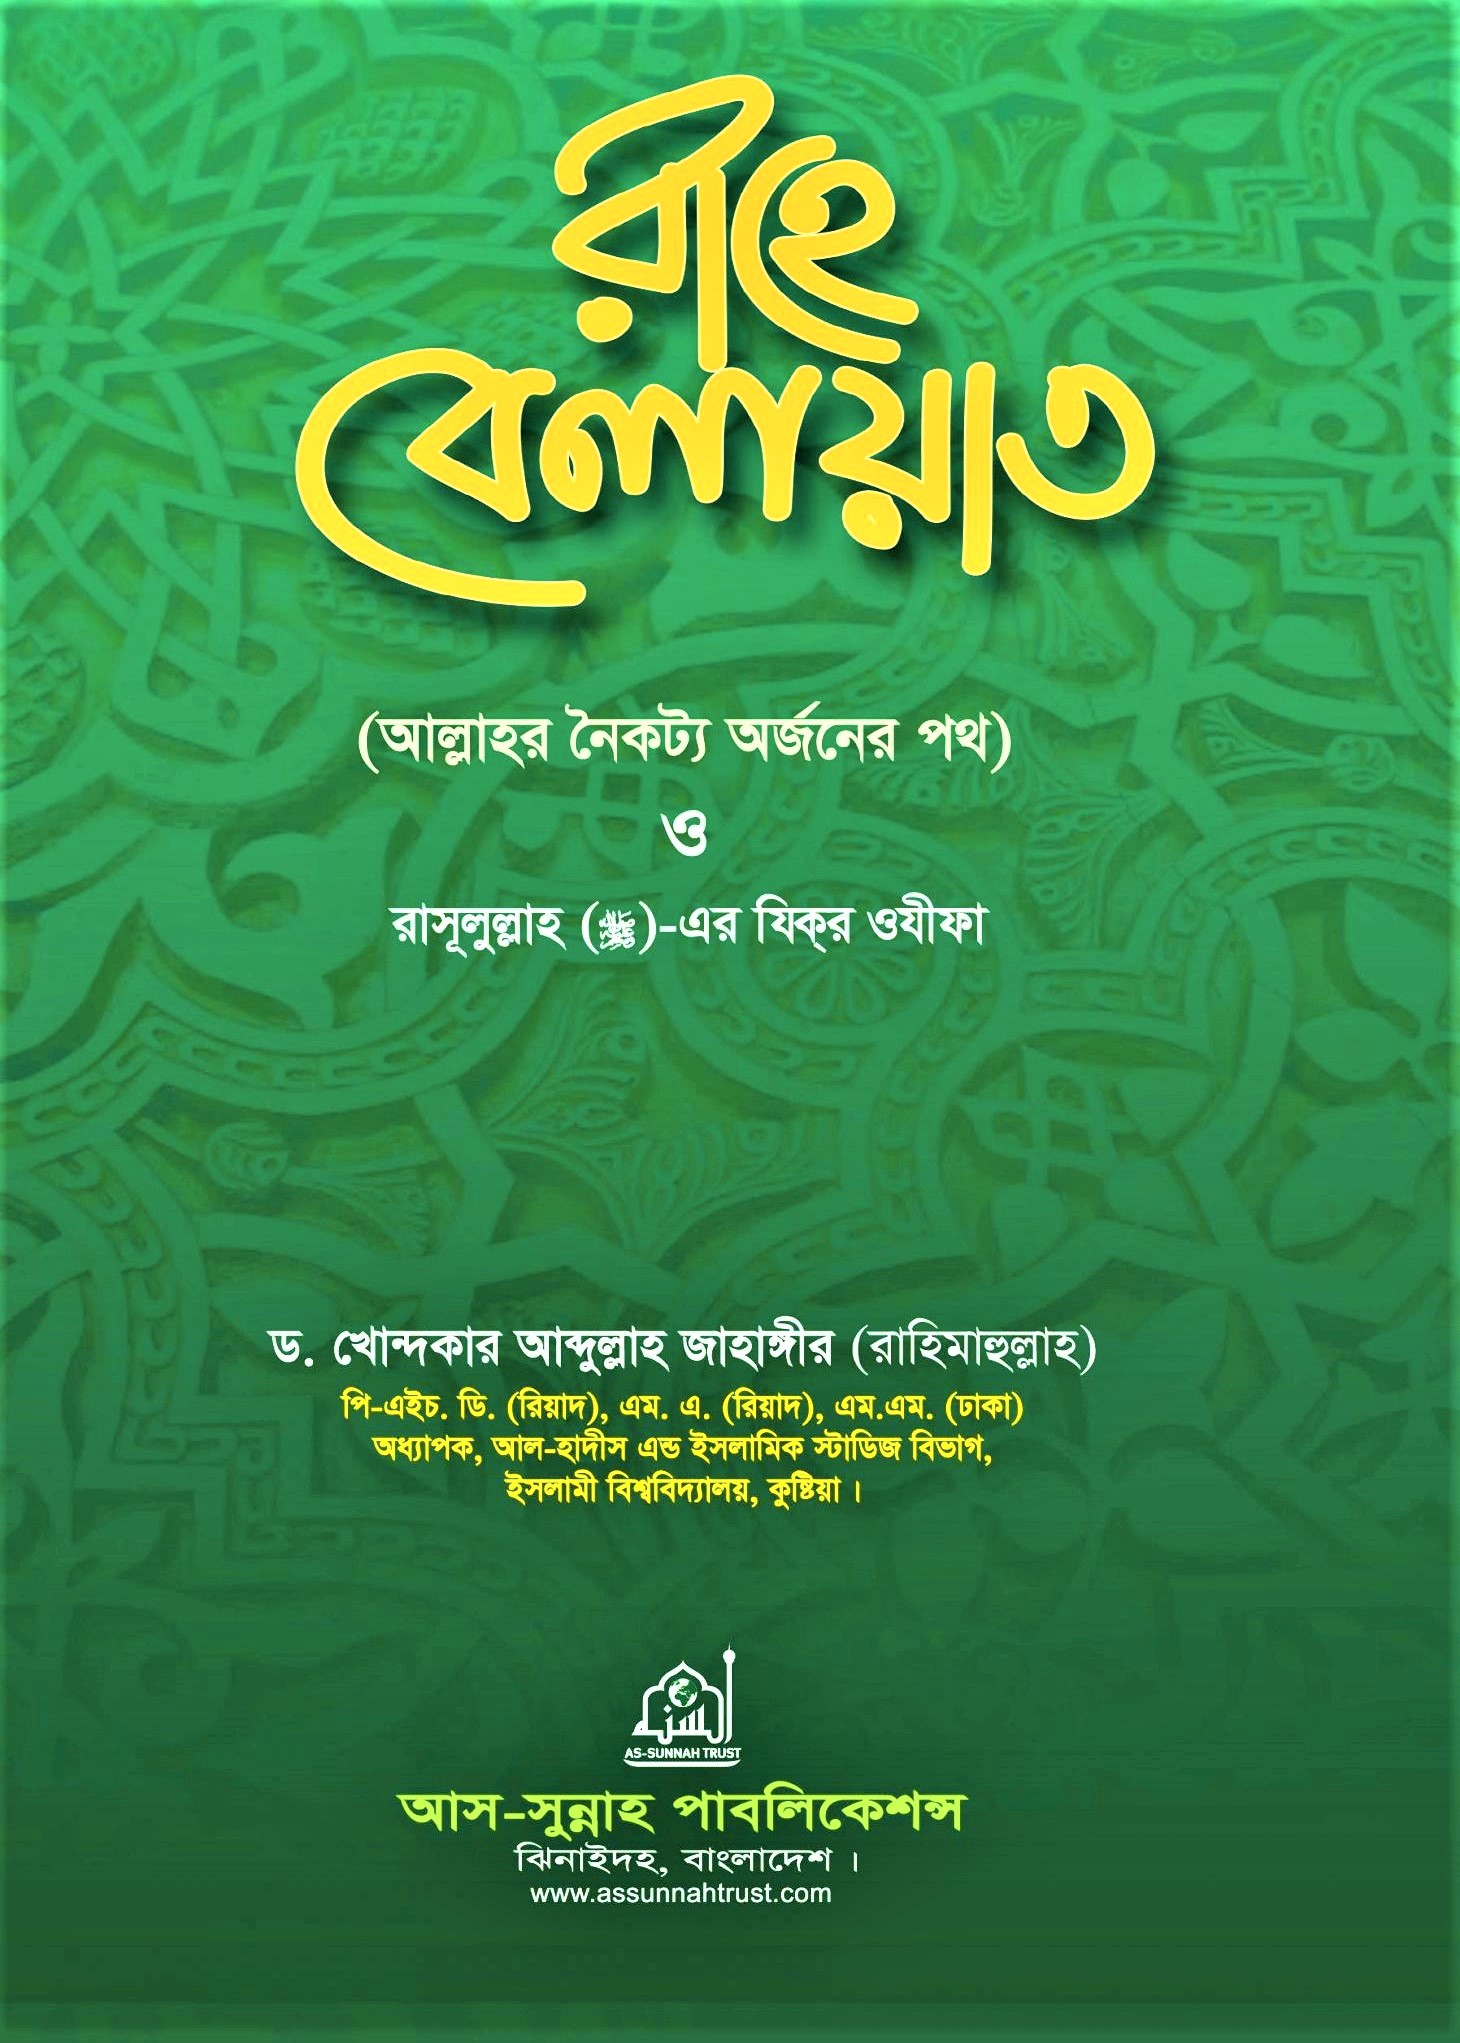 রাহে
বেলায়াত
(আল্লাহর নৈকট্য অর্জনের পথ)
ও
রাসূলুল্লাহ (ﷺ)-এর যিক্‌র ওযীফা
ড. খোন্দকার আব্দুল্লাহ জাহাঙ্গীর (রাহিমাহুল্লাহ)
পি-এইচ. ডি. (রিয়াদ), এম. এ. (রিয়াদ), এম.এম. (ঢাকা)
অধ্যাপক, আল-হাদীস এন্ড ইসলামিক স্টাডিজ বিভাগ,
ইসলামী বিশ্ববিদ্যালয়, কুষ্টিয়া।
السنة
AS-SUNNAH TRUST
আস-সুন্নাহ পাবলিকেশন্স
ঝিনাইদহ, বাংলাদেশ।
www.assunnahtrust.com